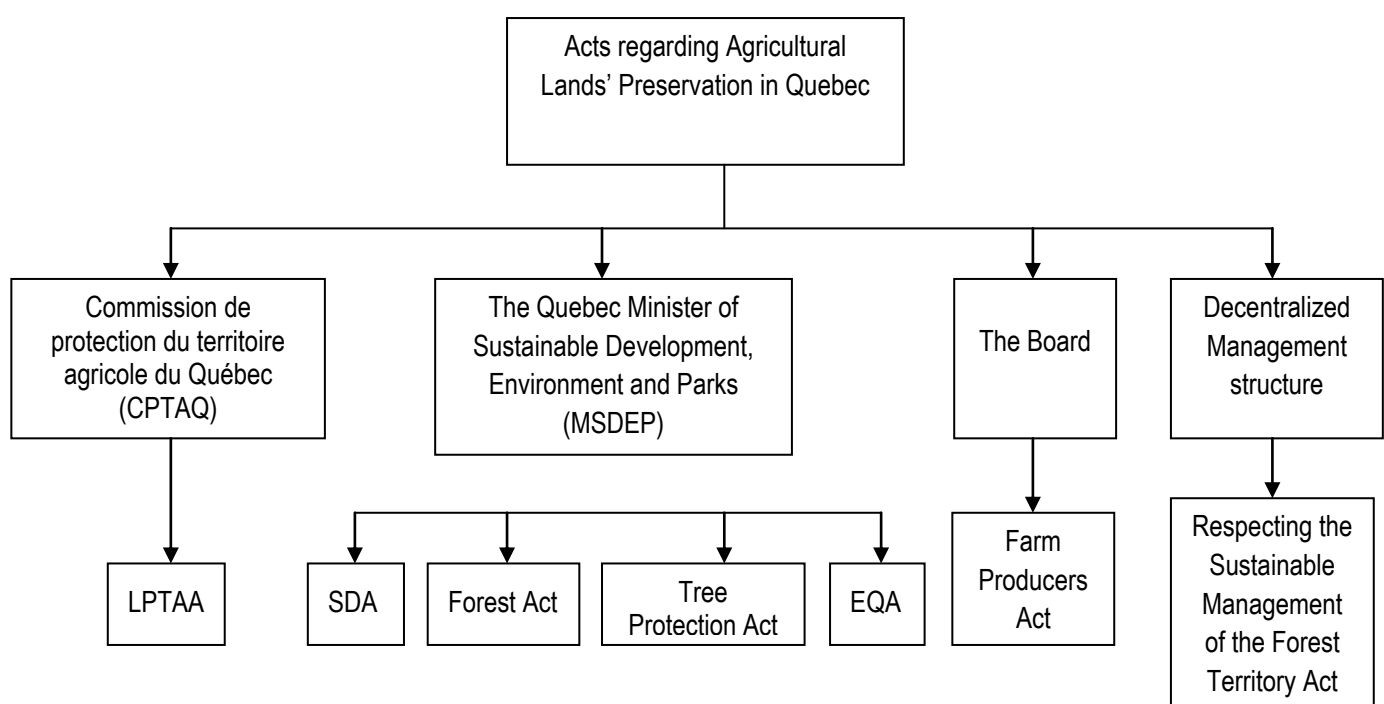 Acts regarding Agricultural
Lands’ Preservation in Quebec
Commission de
protection du territoire
agricole du Québec
(CPTAQ)
The Quebec Minister of
Sustainable Development,
Environment and Parks
(MSDEP)
The Board
Decentralized
Management
structure
LPTAA
SDA
Forest Act
Tree
Protection Act
EQA
Farm
Producers
Act
Respecting the
Sustainable
Management
of the Forest
Territory Act